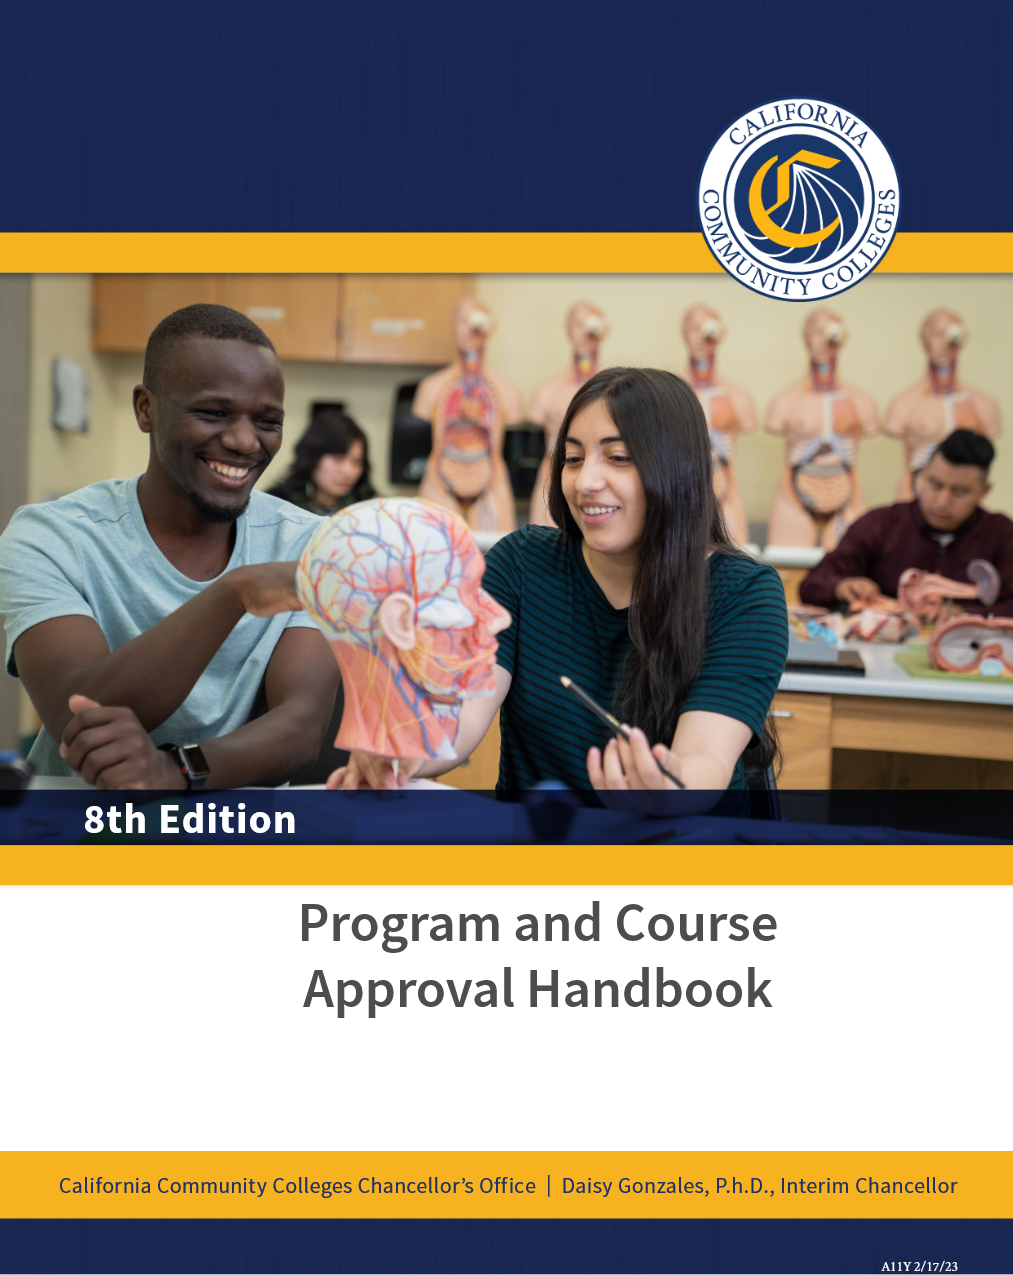 CALIFORNIA
COMMUNITY COLLEGES
8th Edition
Program and Course
Approval Handbook
California Community Colleges Chancellor’s Office | Daisy Gonzales, P.h.D., Interim Chancellor
A11Y 2/17/23